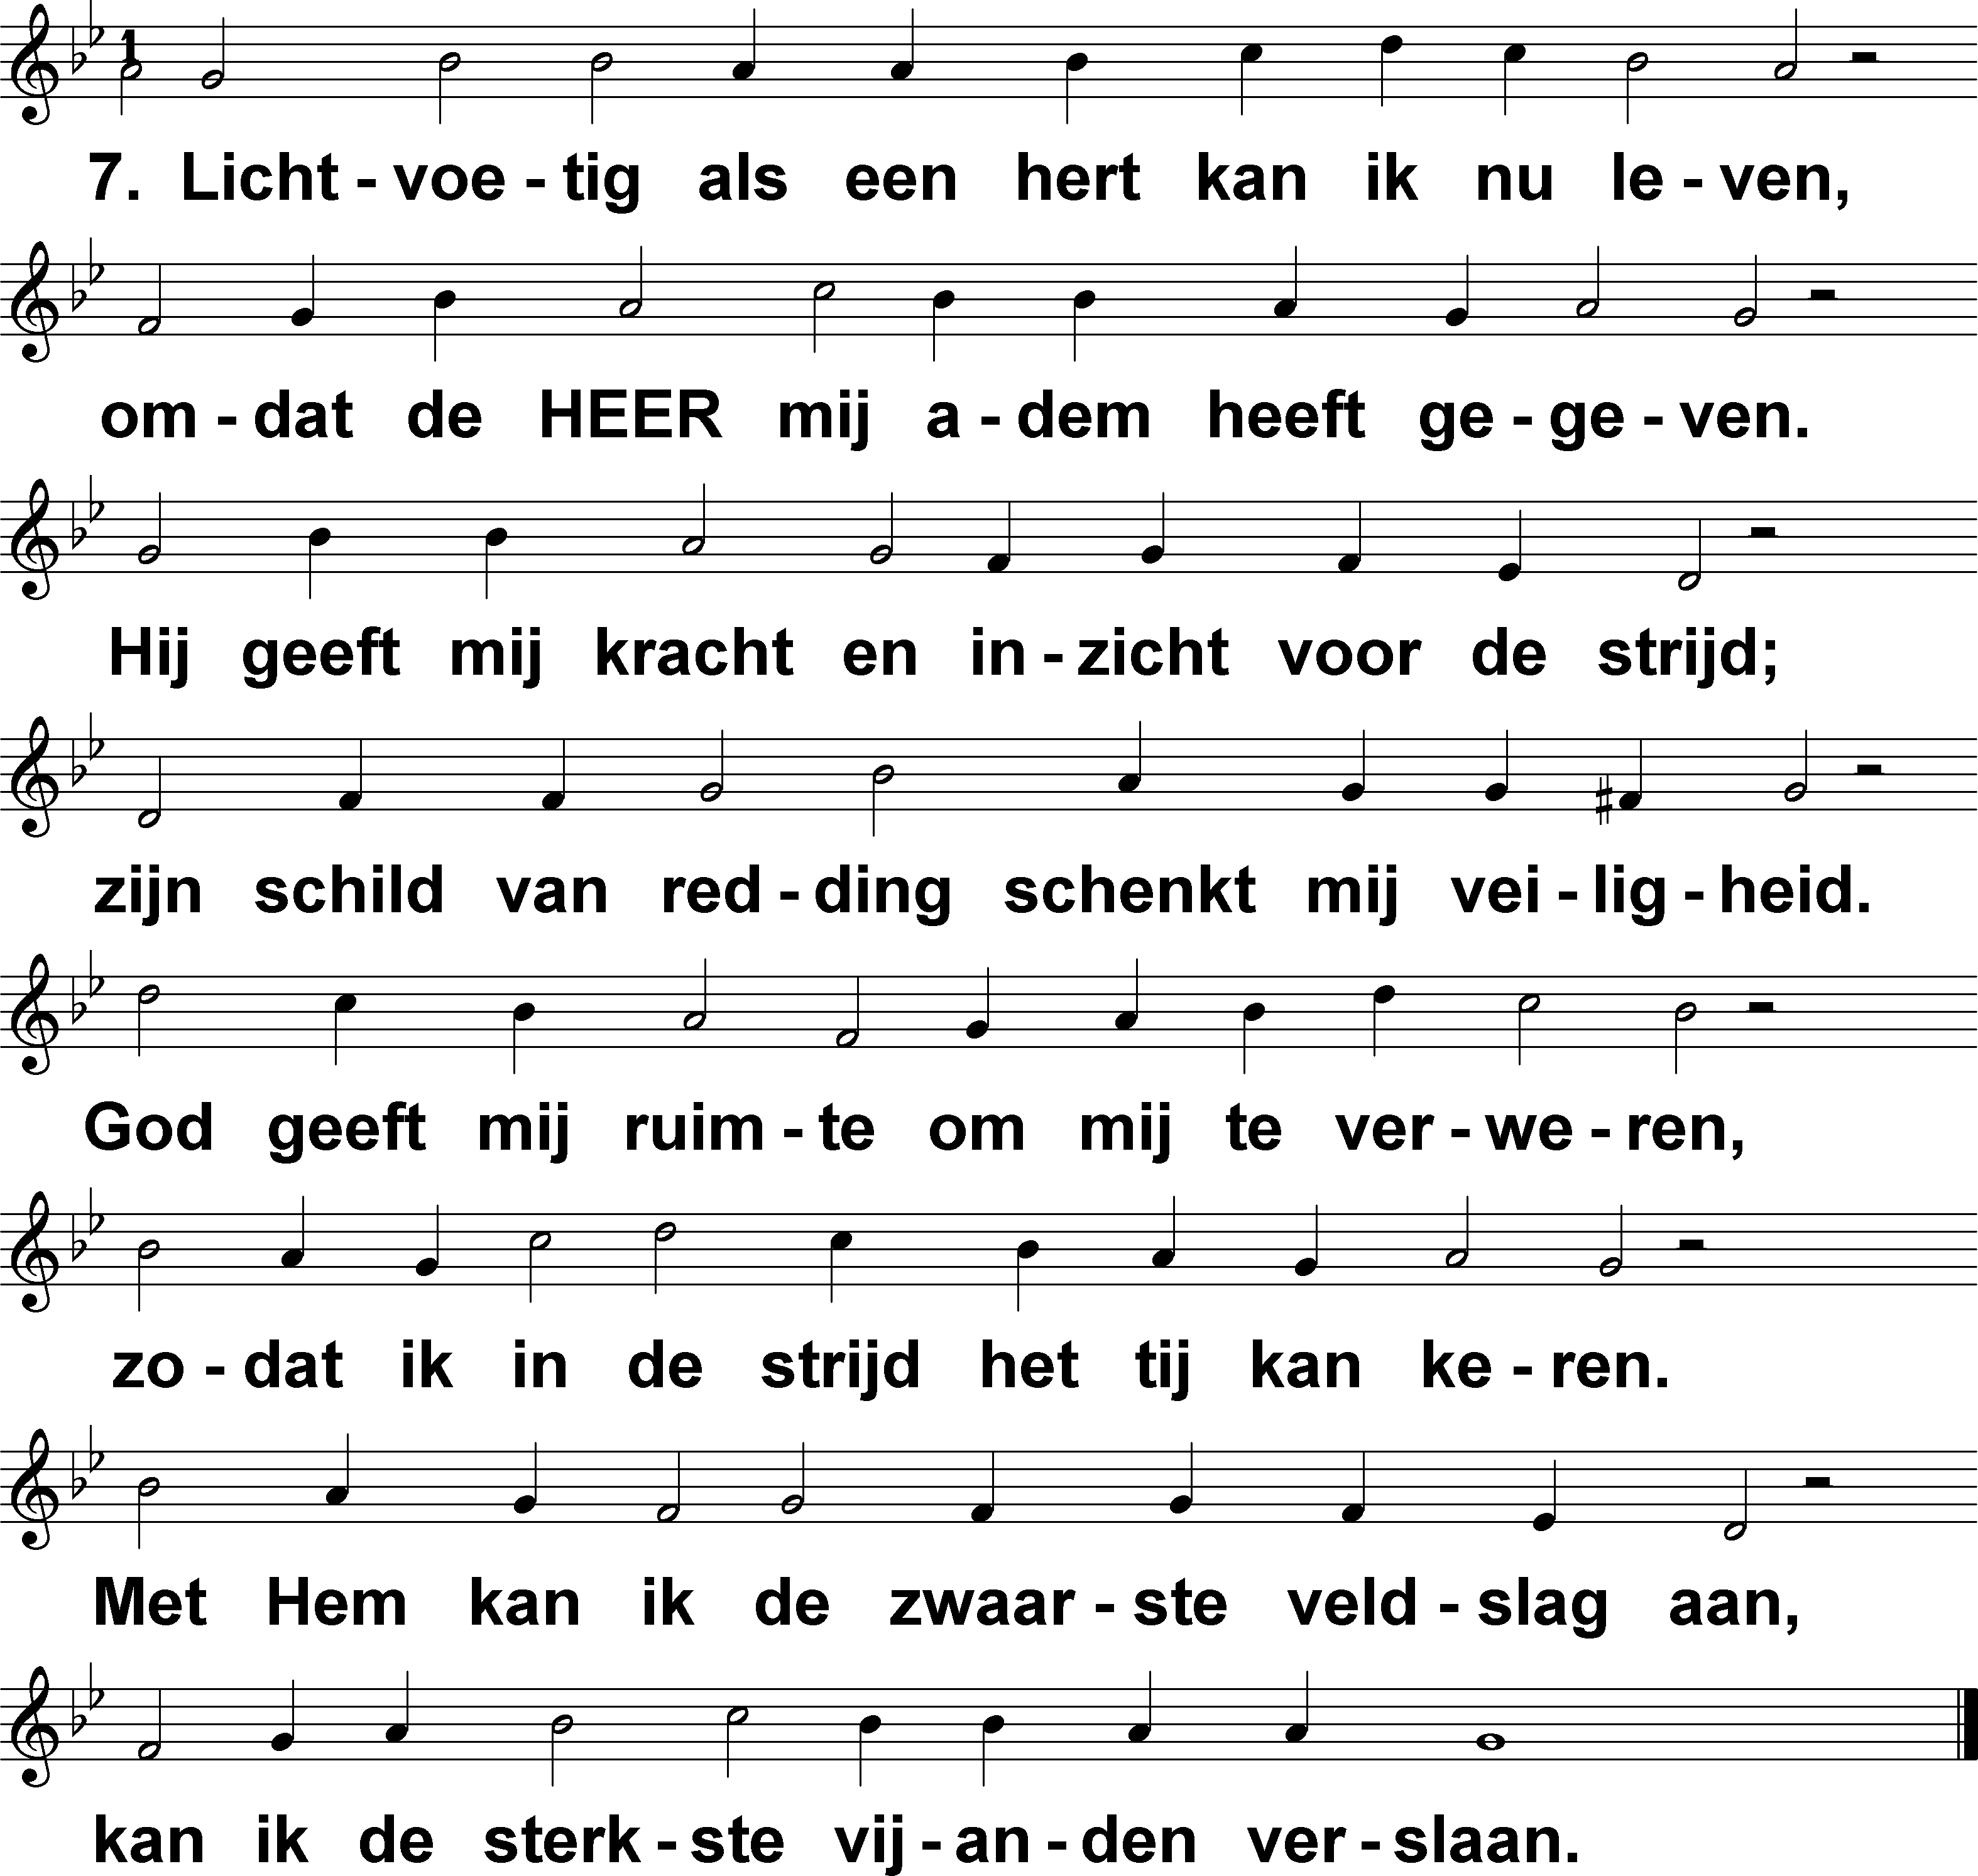 7. Licht - voe - tig als een hert kan ik nu le - ven,
om - dat de HEER mij a - dem heeft ge - ge - ven.
Hij geeft mij kracht en in - zicht voor de strijd;
zijn schild van red - ding schenkt mij vei - lig - heid.
God geeft mij ruim - te om mij te ver - we - ren,
zo - dat ik in de strijd het tij kan ke - ren.
Met Hem kan ik de zwaar - ste veld - slag aan,
kan ik de sterk - ste vij - an - den ver - slaan.